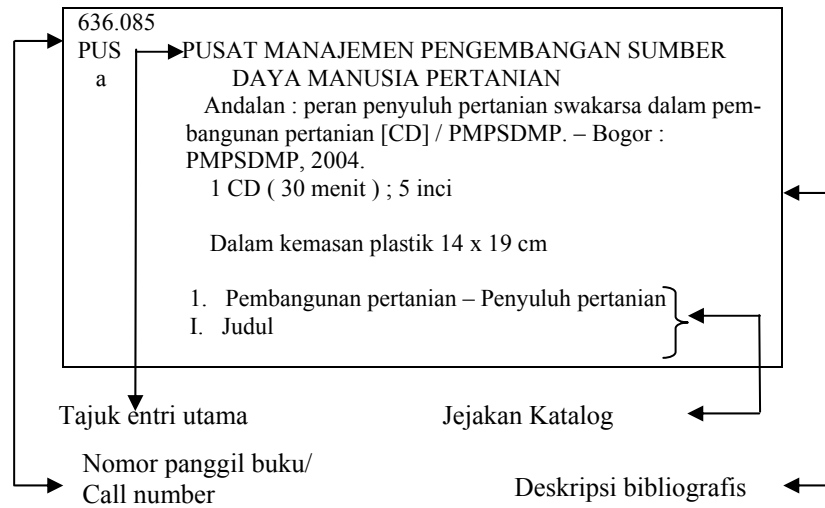 636.085
PUS PUSAT MANAJEMEN PENGEMBANGAN SUMBER
a DAYA MANUSIA PERTANIAN
Andalan : peran penyuluh pertanian swakarsa dalam pem-
bangunan pertanian [CD] / PMPSDMP. – Bogor :
PMPSDMP, 2004.
1 CD ( 30 menit ) ; 5 inci
Dalam kemasan plastik 14 x 19 cm
1. Pembangunan pertanian – Penyuluh pertanian
I. Judul
Tajuk entri utama Jejakan Katalog
Nomor panggil buku/
Call number Deskripsi bibliografis